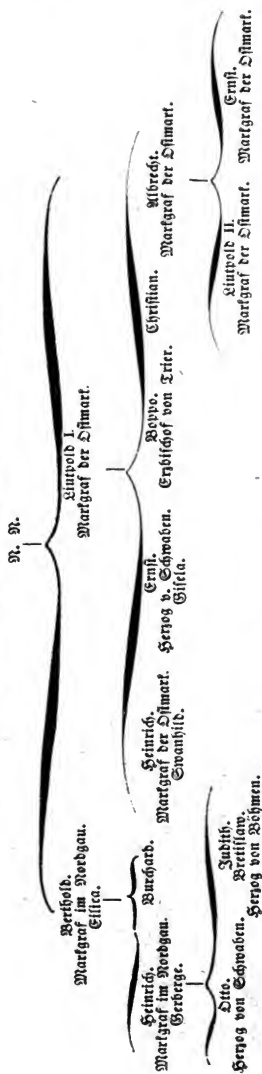 N. N.
Berthold.
Markgraf im Nordgau.
Eilica.
Liutpold I.
Markgraf der Ostmark.
Heinrich.
Markgraf im Nordgau.
Gerberge.
Burchard.
Heinrich.
Markgraf der Ostmark.
Swanhild.
Ernst.
Herzog v. Schwaben.
Gisela.
Poppo.
Erzbischof von Trier.
Christian.
Albrecht.
Markgraf der Ostmark.
Otto.
Herzog von Schwaben.
Judith.
Bretislaw.
Herzog von Böhmen.
Liutpold II.
Markgraf der Ostmark.
Ernst.
Markgraf der Ostmark.